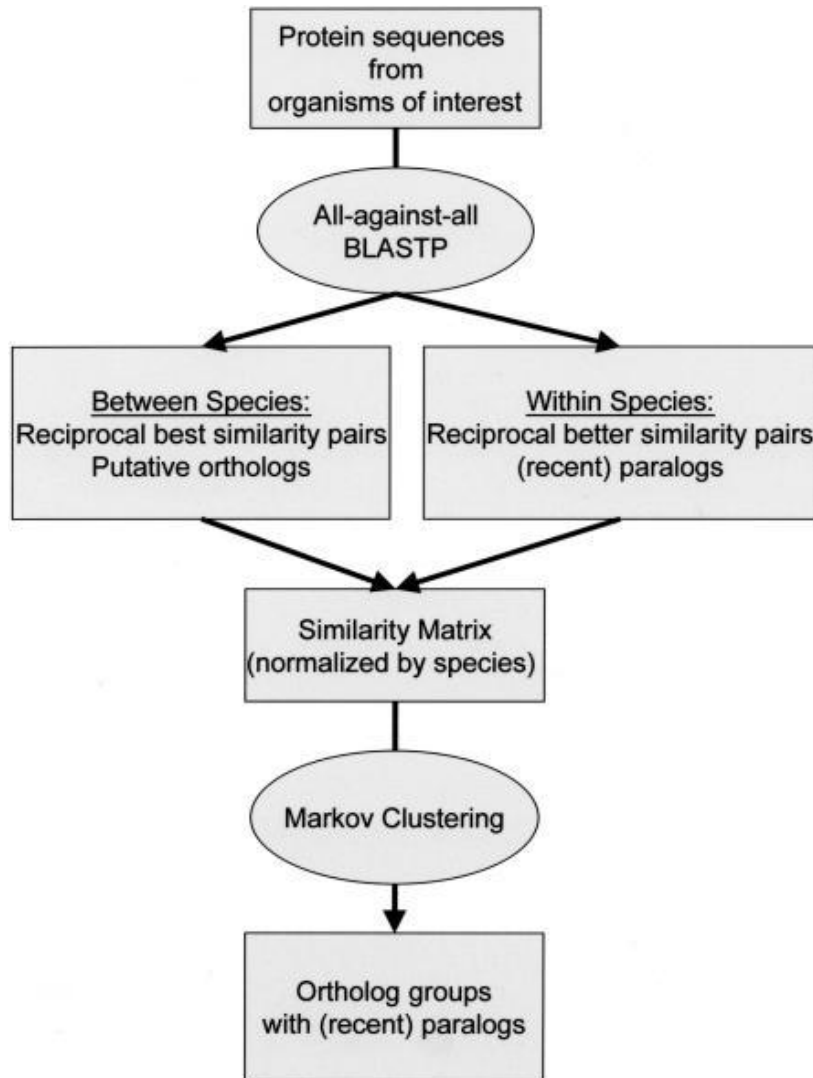 Protein sequences
from
organisms of interest
All-against-all
BLASTP
Between Species:
Reciprocal best similarity pairs
Putative orthologs
Within Species:
Reciprocal better similarity pairs
(recent) paralogs
Similarity Matrix
(normalized by species)
Markov Clustering
Ortholog groups
with (recent) paralogs